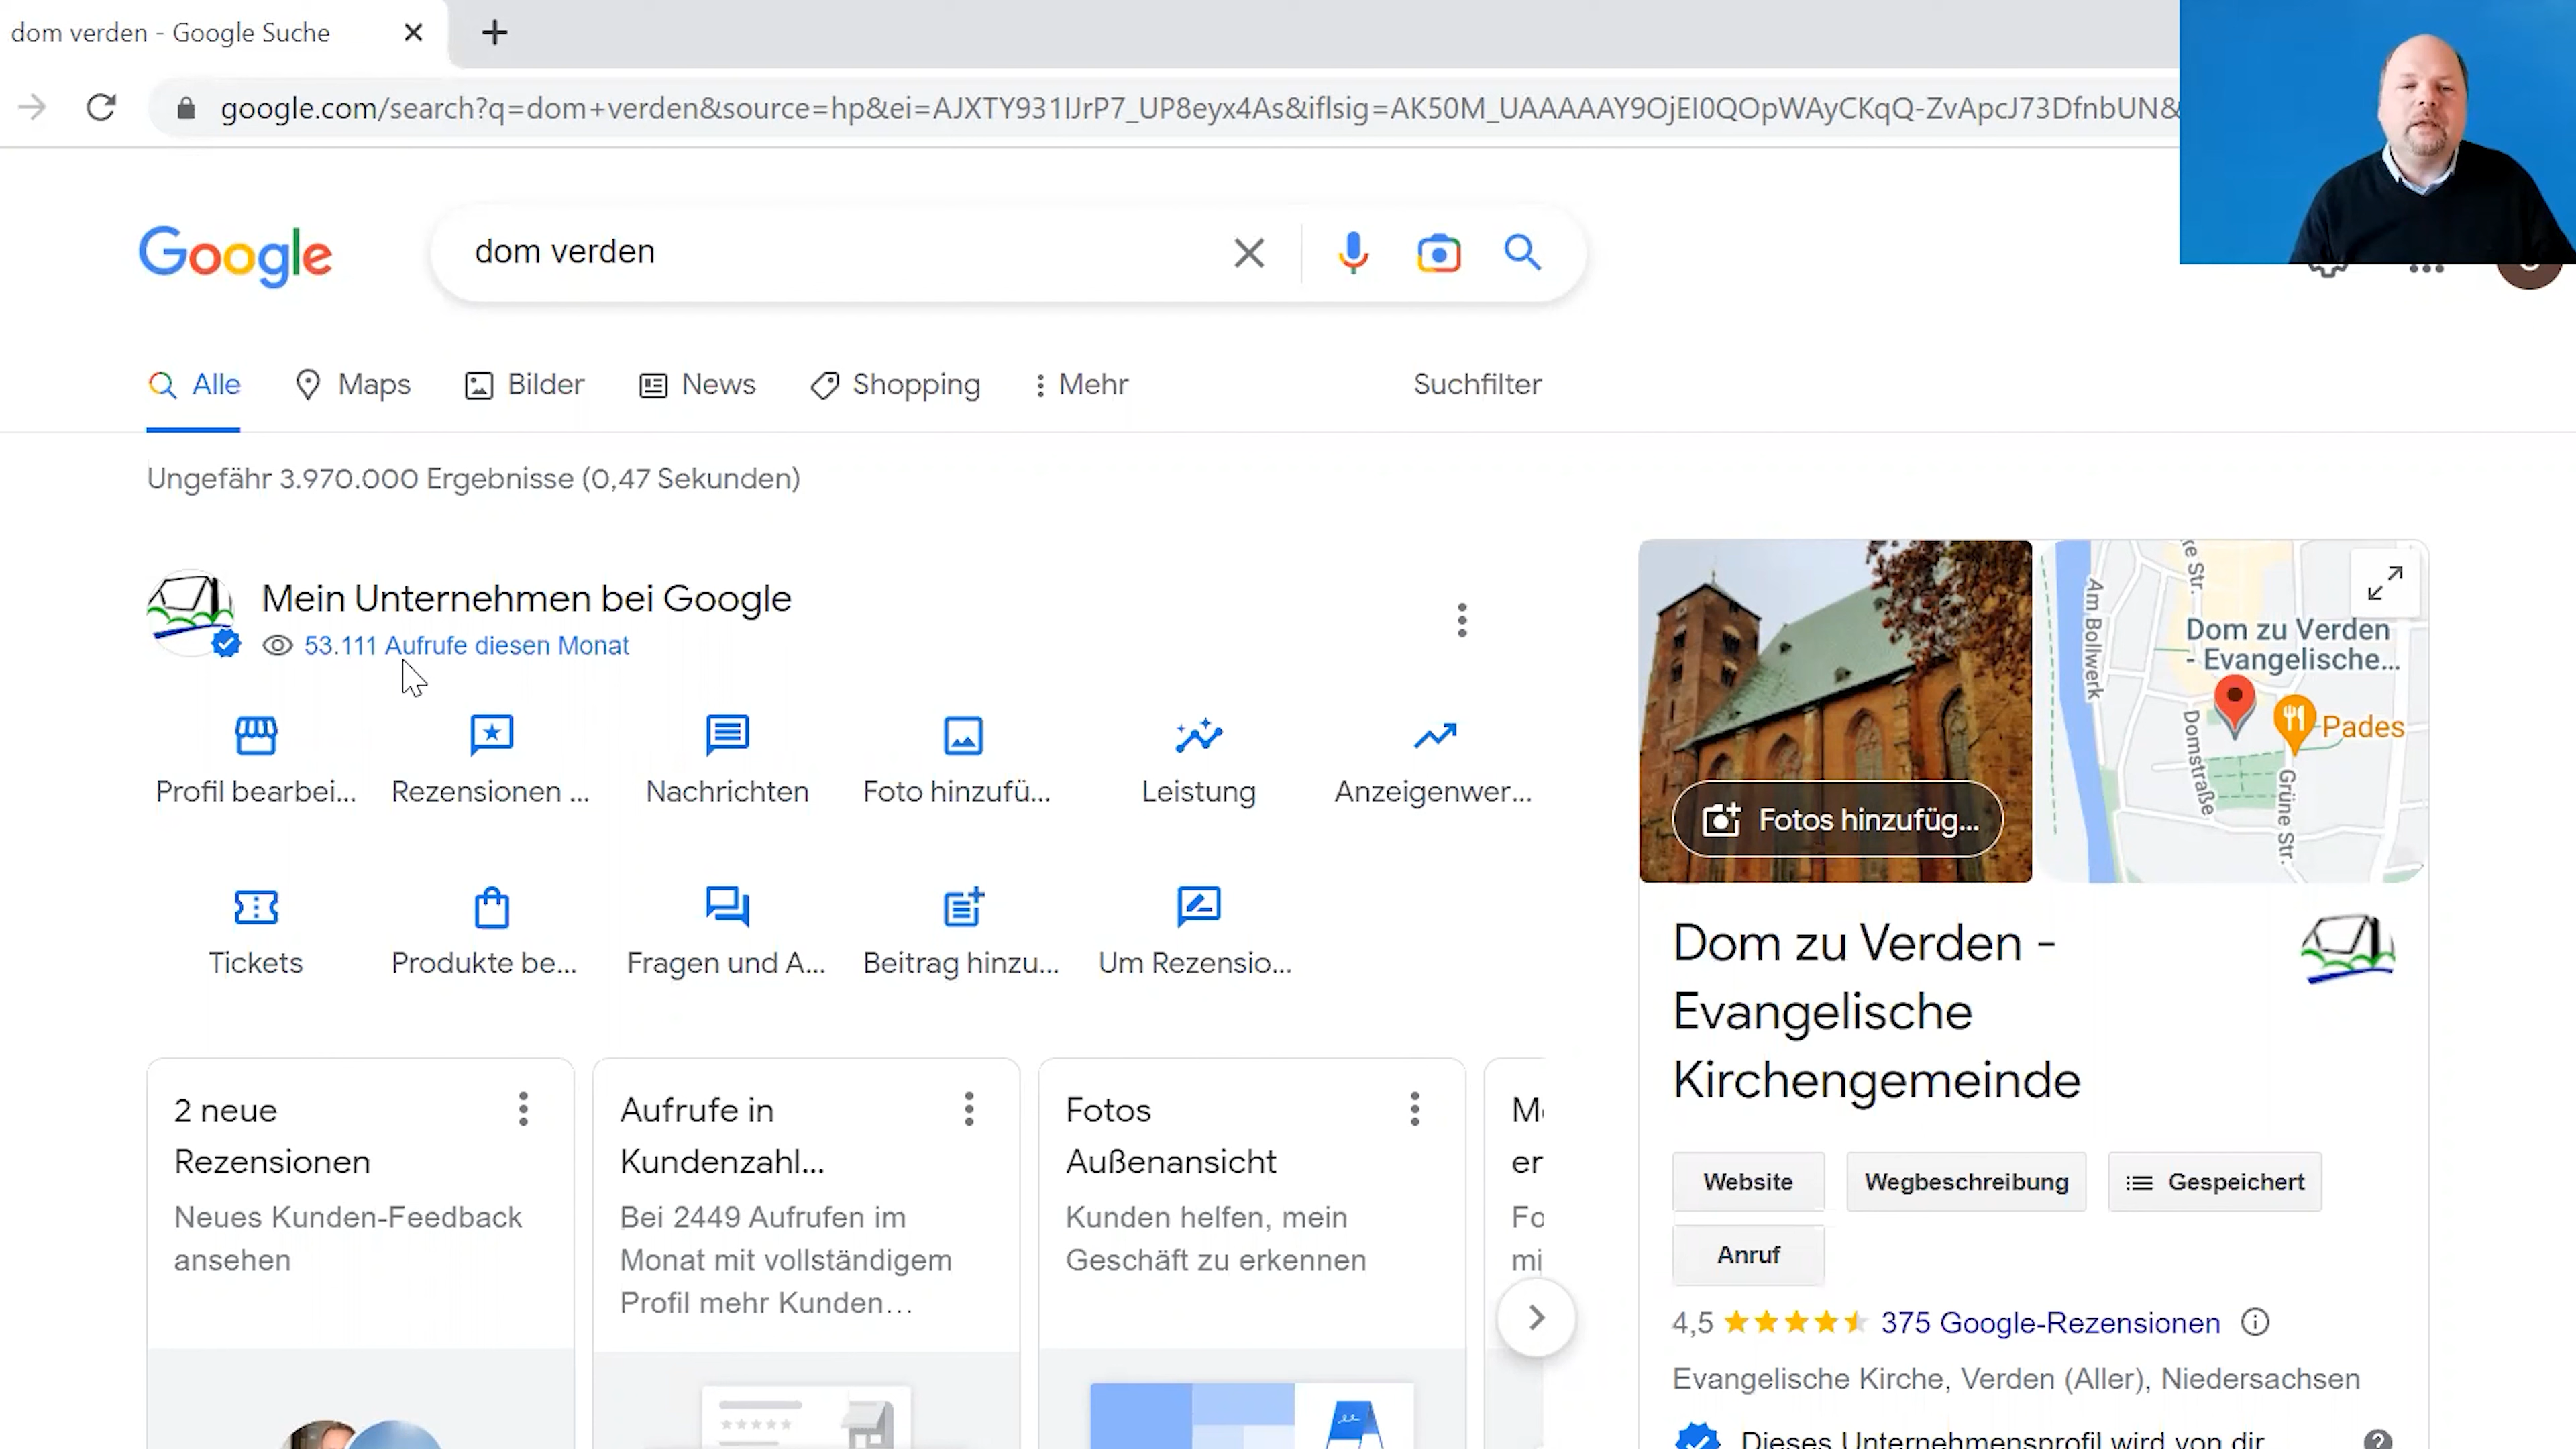 dom verden - Google Suche
google.com/search?q=dom+verden&source=hp&ei=AJXTY931IJrP7_UP8eyx4As&iflsig=AK50M_UAAAAAY9OjEI0QOpWAyCKqQ-ZvApcJ73DfnbUN&
Google
dom verden
Alle Maps Bilder News Shopping Mehr Suchfilter
Ungefähr 3.970.000 Ergebnisse (0,47 Sekunden)
Mein Unternehmen bei Google
53.111 Aufrufe diesen Monat
Profil bearbei... Rezensionen ... Nachrichten Foto hinzufü... Leistung Anzeigenwer...
Tickets Produkte be... Fragen und A... Beitrag hinzu... Um Rezensio...
2 neue
Rezensionen
Neues Kunden-Feedback
ansehen
Aufrufe in
Kundenzahl...
Bei 2449 Aufrufen im
Monat mit vollständigem
Profil mehr Kunden...
Fotos
Außenansicht
Kunden helfen, mein
Geschäft zu erkennen
er
Fo
mi
Fotos hinzufüg...
Am Bollwerk
Str.
Dom zu Verden
- Evangelische...
Pades
Domstraße
Grüne Str.
Dom zu Verden -
Evangelische
Kirchengemeinde
Website Wegbeschreibung Gespeichert
Anruf
4,5 375 Google-Rezensionen
Evangelische Kirche, Verden (Aller), Niedersachsen
Dieses Unternehmensprofil wird von dir